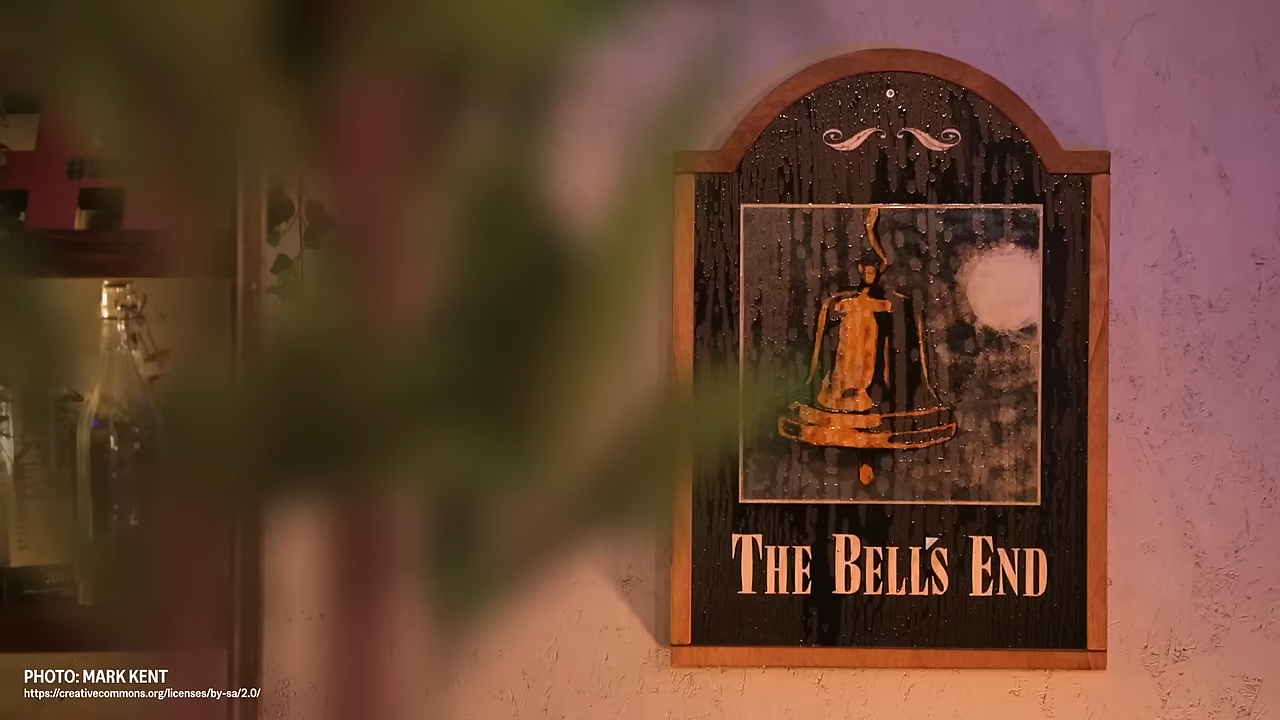 The Bell's End
PHOTO: MARK KENT
https://creativecommons.org/licenses/by-sa/2.0/